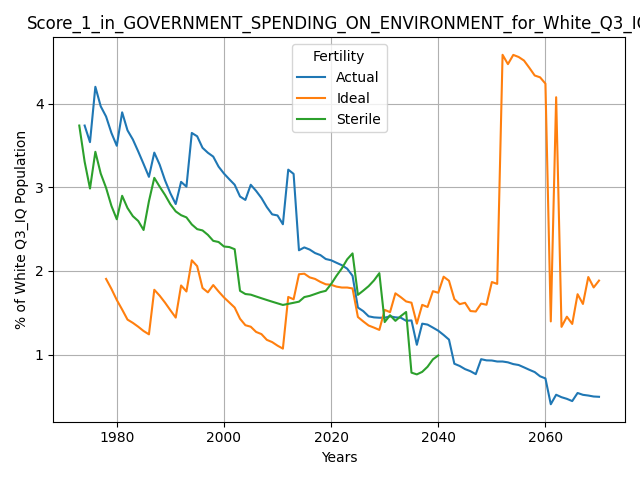 Score_1_in_GOVERNMENT_SPENDING_ON_ENVIRONMENT_for_White_Q3_IQ
Fertility
Actual
Ideal
Sterile
% of White Q3_IQ Population
4
3
2
1
1980
2000
2020
2040
2060
Years